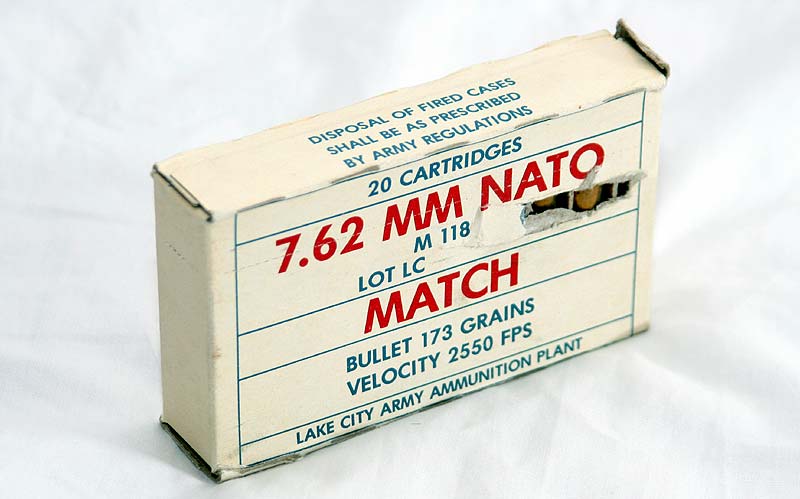 DISPOSAL OF FIRED CASES
SHALL BE AS PRESCRIBED
BY ARMY REGULATIONS
20 CARTRIDGES
7.62 MM NATO
M 118
LOT LC
MATCH
BULLET 173 GRAINS
VELOCITY 2550 FPS
LAKE CITY ARMY AMMUNITION PLANT